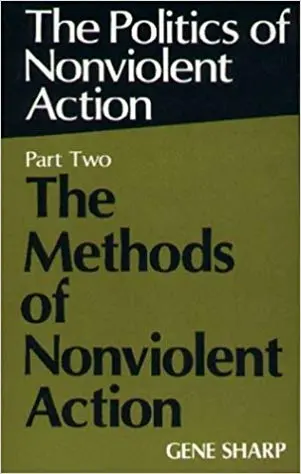 The Politics of
Nonviolent
Action
Part Two
The
Methods
of
Nonviolent
Action
GENE SHARP